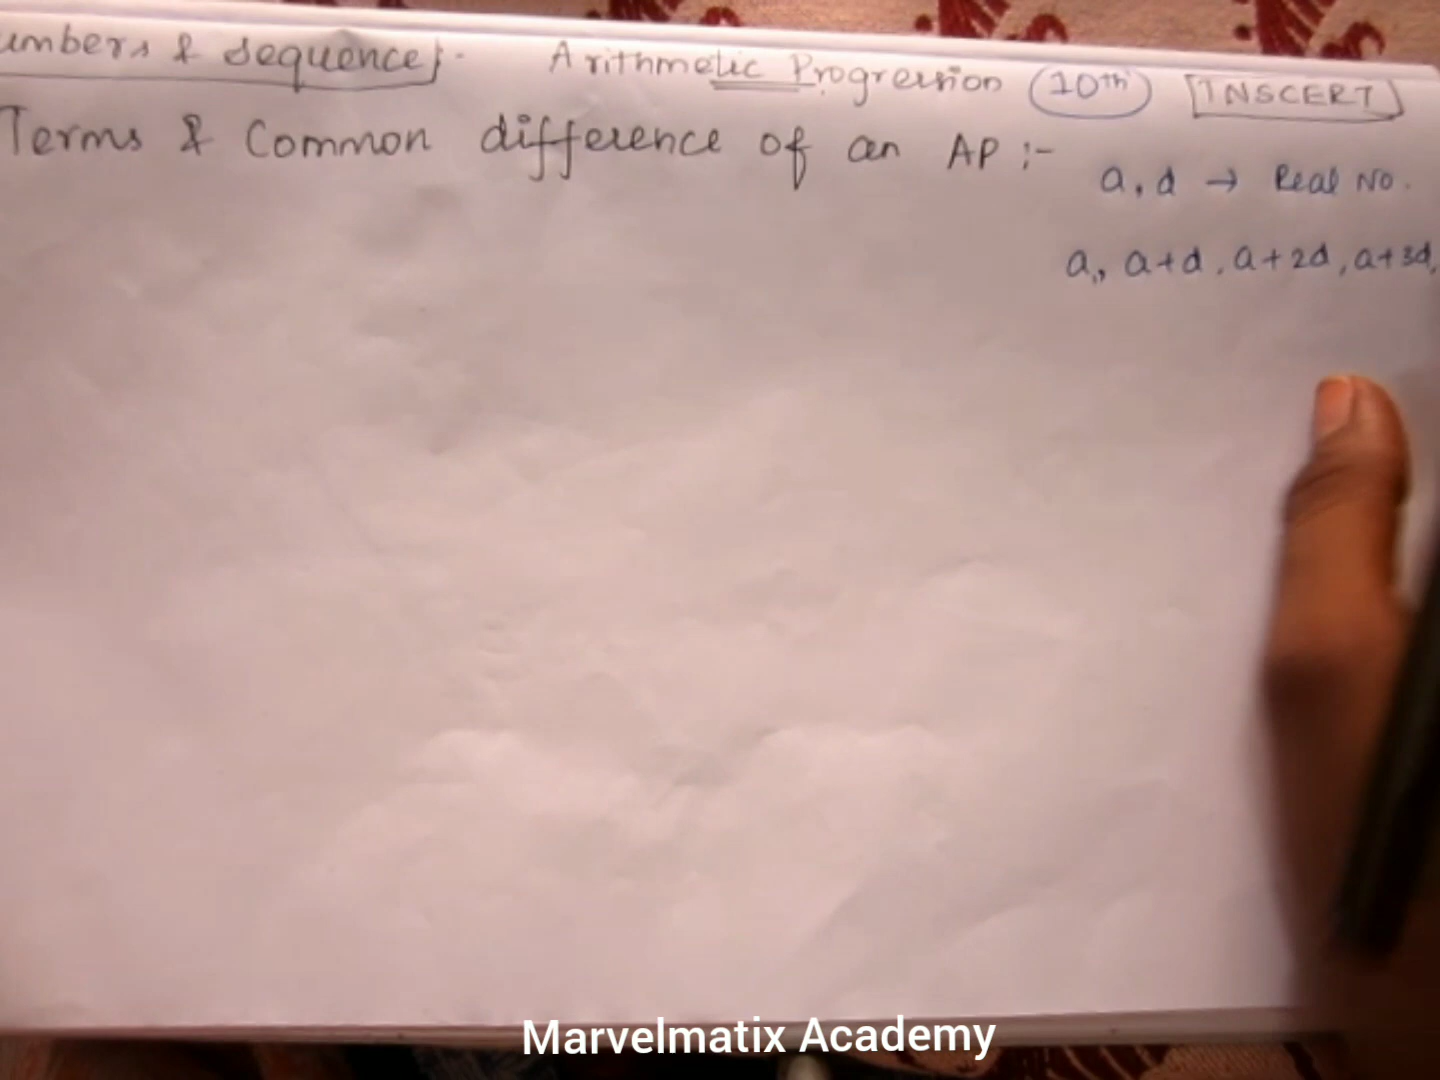 umbers & Sequences:- Arithmetic Progression (10th) [TNSCERT]
Terms & Common difference of an AP :-
a, d → Real No.
a, a+d, a+2d, a+3d,
Marvelmatix Academy